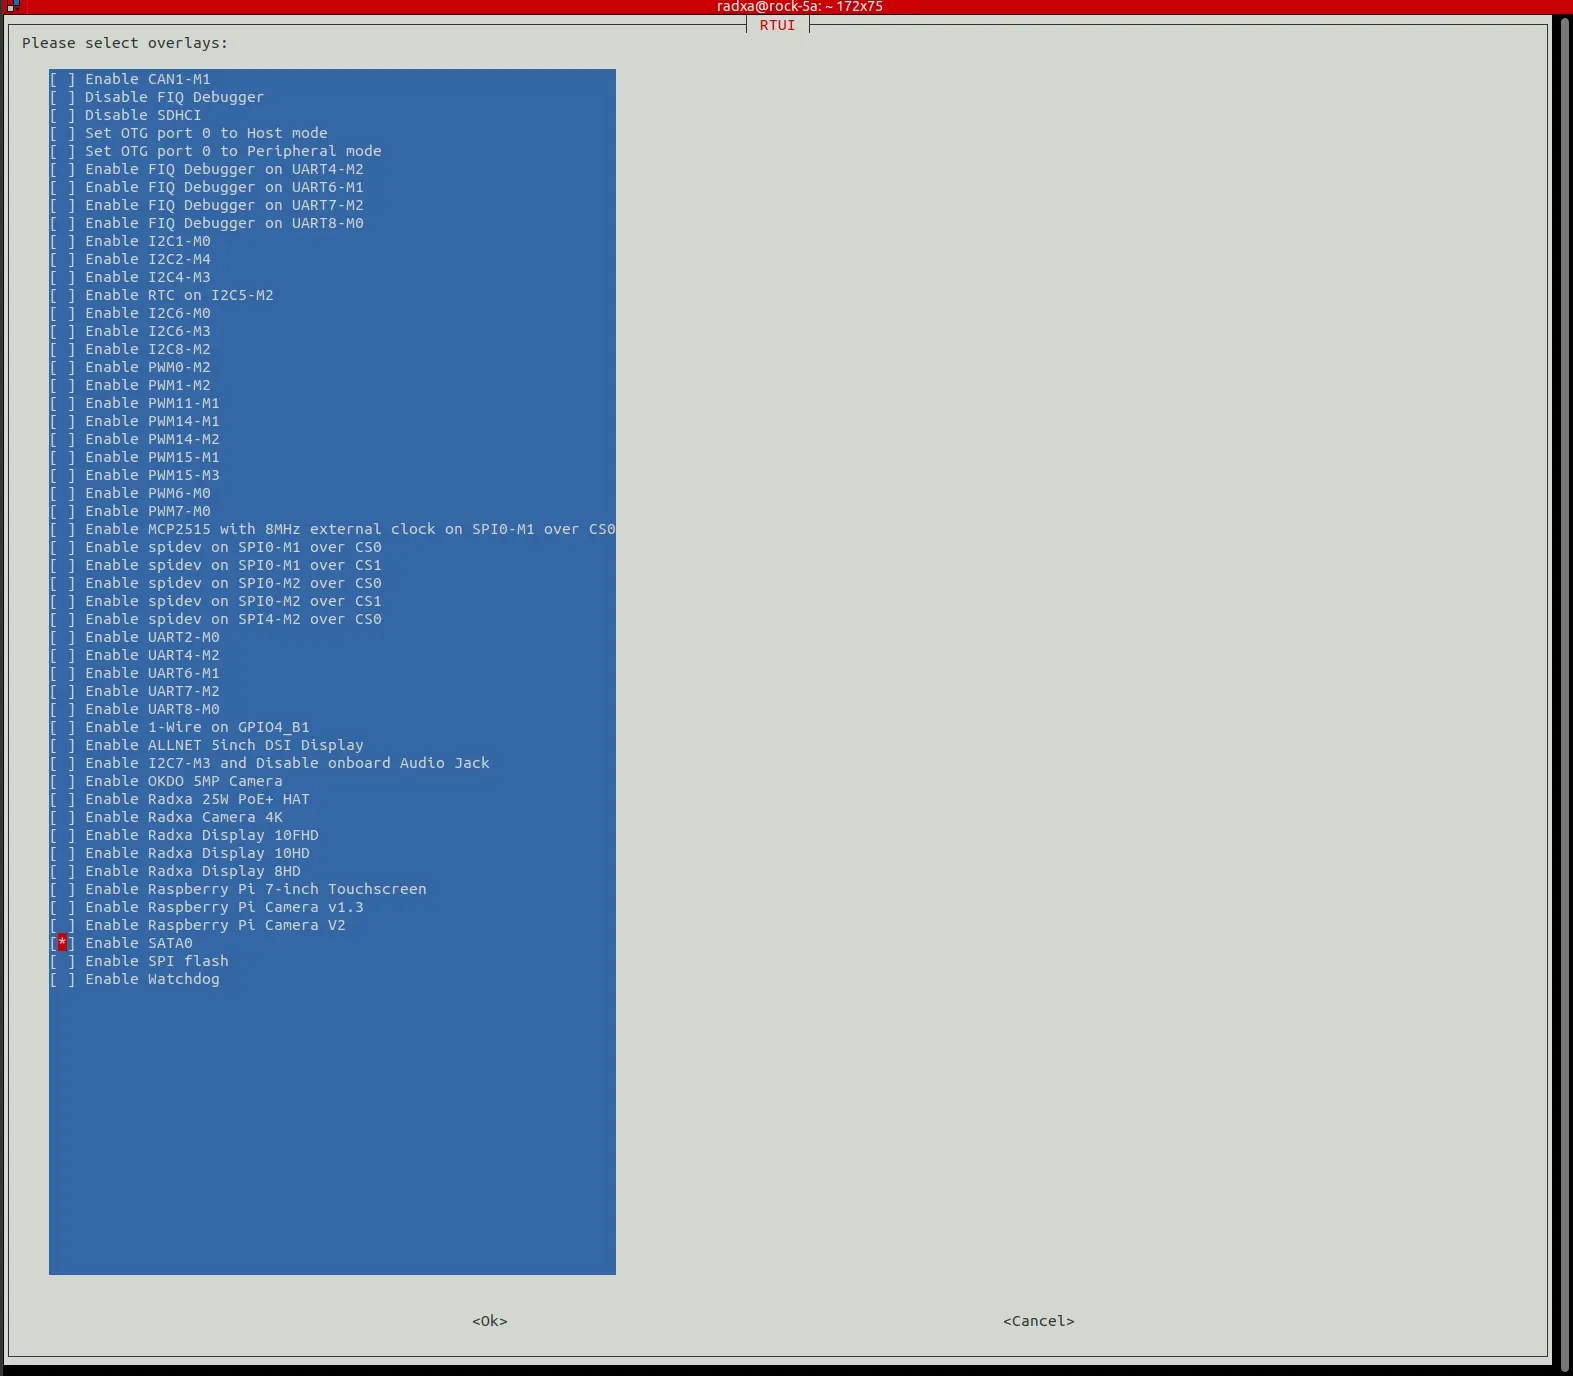 radxa@rock-5a: ~ 172x75
RTUI
Please select overlays:
[ ] Enable CAN1-M1
[ ] Disable FIQ Debugger
[ ] Disable SDHCI
[ ] Set OTG port 0 to Host mode
[ ] Set OTG port 0 to Peripheral mode
[ ] Enable FIQ Debugger on UART4-M2
[ ] Enable FIQ Debugger on UART6-M1
[ ] Enable FIQ Debugger on UART7-M2
[ ] Enable FIQ Debugger on UART8-M0
[ ] Enable I2C1-M0
[ ] Enable I2C2-M4
[ ] Enable I2C4-M3
[ ] Enable RTC on I2C5-M2
[ ] Enable I2C6-M0
[ ] Enable I2C6-M3
[ ] Enable I2C8-M2
[ ] Enable PWM0-M2
[ ] Enable PWM1-M2
[ ] Enable PWM11-M1
[ ] Enable PWM14-M1
[ ] Enable PWM14-M2
[ ] Enable PWM15-M1
[ ] Enable PWM15-M3
[ ] Enable PWM6-M0
[ ] Enable PWM7-M0
[ ] Enable MCP2515 with 8MHz external clock on SPI0-M1 over CS0
[ ] Enable spidev on SPI0-M1 over CS0
[ ] Enable spidev on SPI0-M1 over CS1
[ ] Enable spidev on SPI0-M2 over CS0
[ ] Enable spidev on SPI0-M2 over CS1
[ ] Enable spidev on SPI4-M2 over CS0
[ ] Enable UART2-M0
[ ] Enable UART4-M2
[ ] Enable UART6-M1
[ ] Enable UART7-M2
[ ] Enable UART8-M0
[ ] Enable 1-Wire on GPIO4_B1
[ ] Enable ALLNET 5inch DSI Display
[ ] Enable I2C7-M3 and Disable onboard Audio Jack
[ ] Enable OKDO 5MP Camera
[ ] Enable Radxa 25W PoE+ HAT
[ ] Enable Radxa Camera 4K
[ ] Enable Radxa Display 10FHD
[ ] Enable Radxa Display 10HD
[ ] Enable Radxa Display 8HD
[ ] Enable Raspberry Pi 7-inch Touchscreen
[ ] Enable Raspberry Pi Camera v1.3
[ ] Enable Raspberry Pi Camera V2
[*] Enable SATA0
[ ] Enable SPI flash
[ ] Enable Watchdog
<Ok> <Cancel>